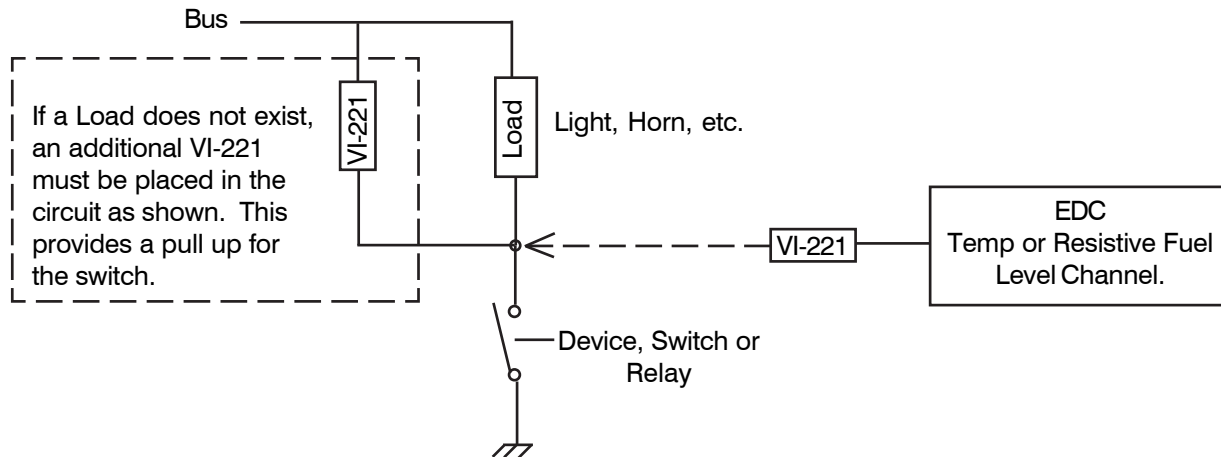 Bus
If a Load does not exist,
an additional VI-221
must be placed in the
circuit as shown.  This
provides a pull up for
the switch.
VI-221
Load
Light, Horn, etc.
VI-221
EDC
Temp or Resistive Fuel
Level Channel.
Device, Switch or
Relay